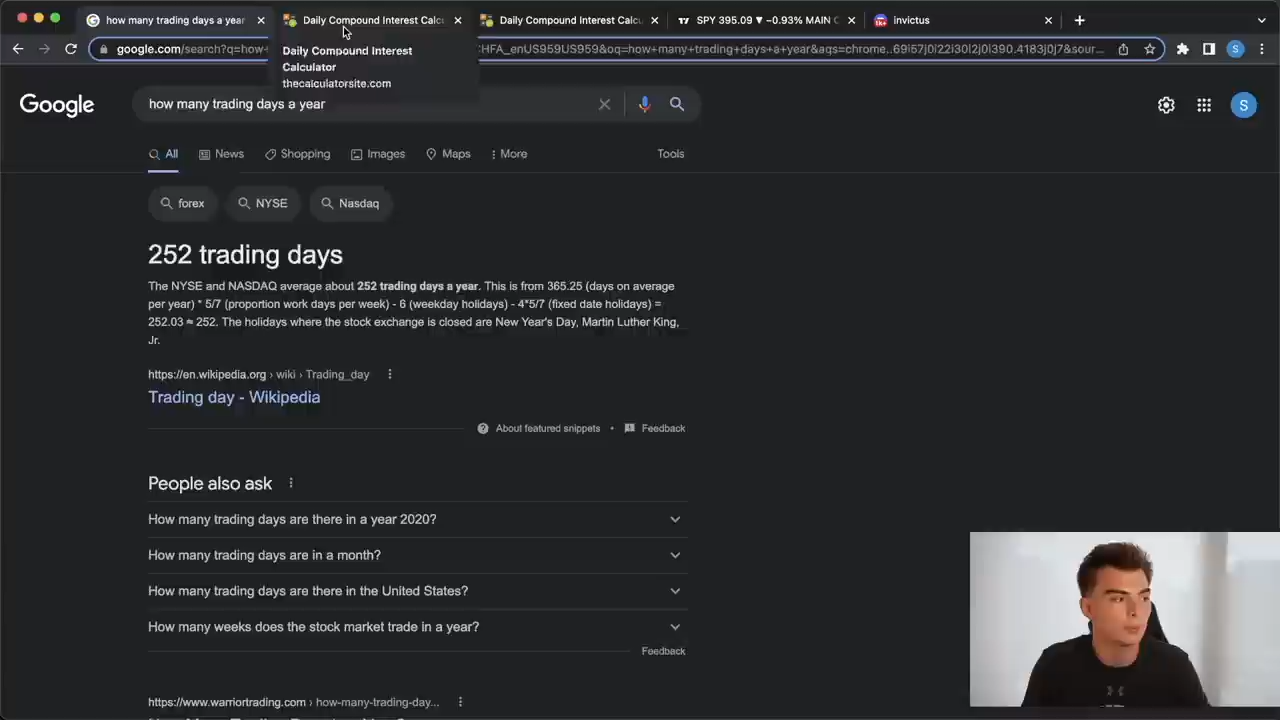 how many trading days a year
Daily Compound Interest Calcu
Daily Compound Interest Calcu
SPY 395.09 ▼ −0.93% MAIN C
invictus
google.com/search?q=how+
CHFA_enUS959US959&oq=how+many+trading+days+a+year&aqs=chrome..69i57j0i22i30l2j0l390.4183j0j7&sour...
S
Daily Compound Interest
Calculator
thecalculatorsite.com
Google
how many trading days a year
S
All
News
Shopping
Images
Maps
More
Tools
forex
NYSE
Nasdaq
252 trading days
The NYSE and NASDAQ average about 252 trading days a year. This is from 365.25 (days on average
per year) * 5/7 (proportion work days per week) - 6 (weekday holidays) - 4*5/7 (fixed date holidays) =
252.03 ≈ 252. The holidays where the stock exchange is closed are New Year's Day, Martin Luther King,
Jr.
https://en.wikipedia.org › wiki › Trading_day
Trading day - Wikipedia
About featured snippets • Feedback
People also ask
How many trading days are there in a year 2020?
How many trading days are in a month?
How many trading days are there in the United States?
How many weeks does the stock market trade in a year?
Feedback
https://www.warriortrading.com › how-many-trading-day...